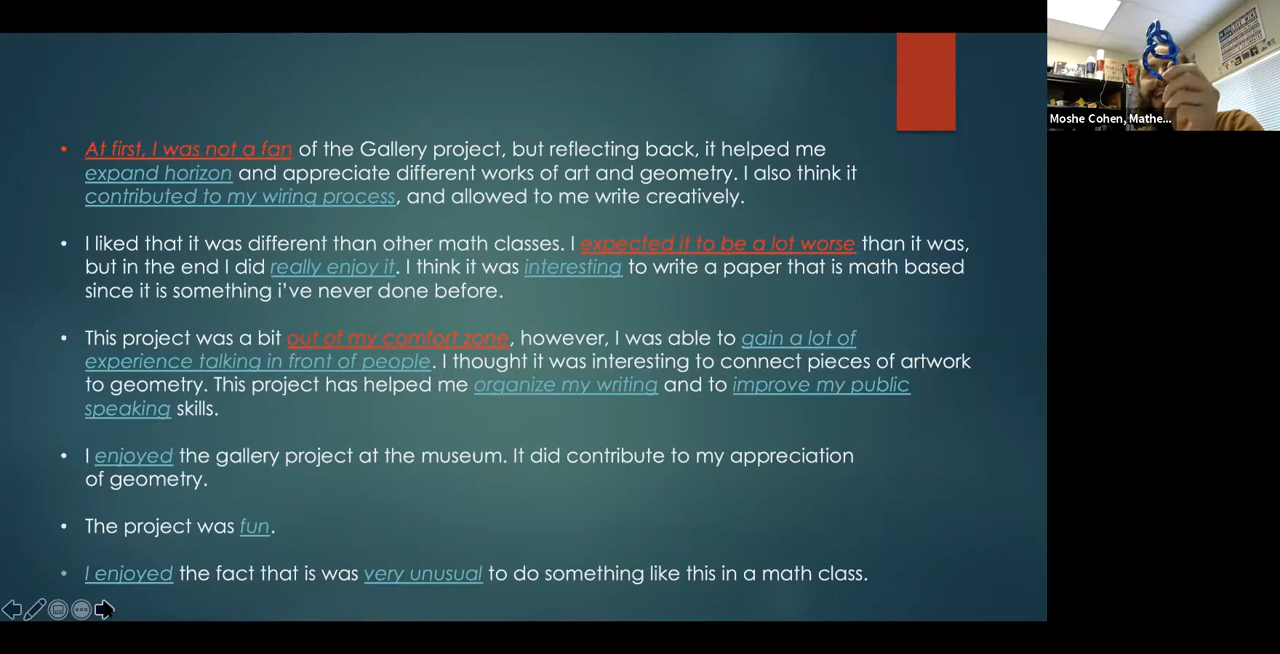 At first, I was not a fan of the Gallery project, but reflecting back, it helped me
expand horizon and appreciate different works of art and geometry. I also think it
contributed to my wiring process, and allowed to me write creatively.
I liked that it was different than other math classes. I expected it to be a lot worse than it was,
but in the end I did really enjoy it. I think it was interesting to write a paper that is math based
since it is something i've never done before.
This project was a bit out of my comfort zone, however, I was able to gain a lot of
experience talking in front of people. I thought it was interesting to connect pieces of artwork
to geometry. This project has helped me organize my writing and to improve my public
speaking skills.
I enjoyed the gallery project at the museum. It did contribute to my appreciation
of geometry.
The project was fun.
I enjoyed the fact that is was very unusual to do something like this in a math class.
Moshe Cohen, Mathe...